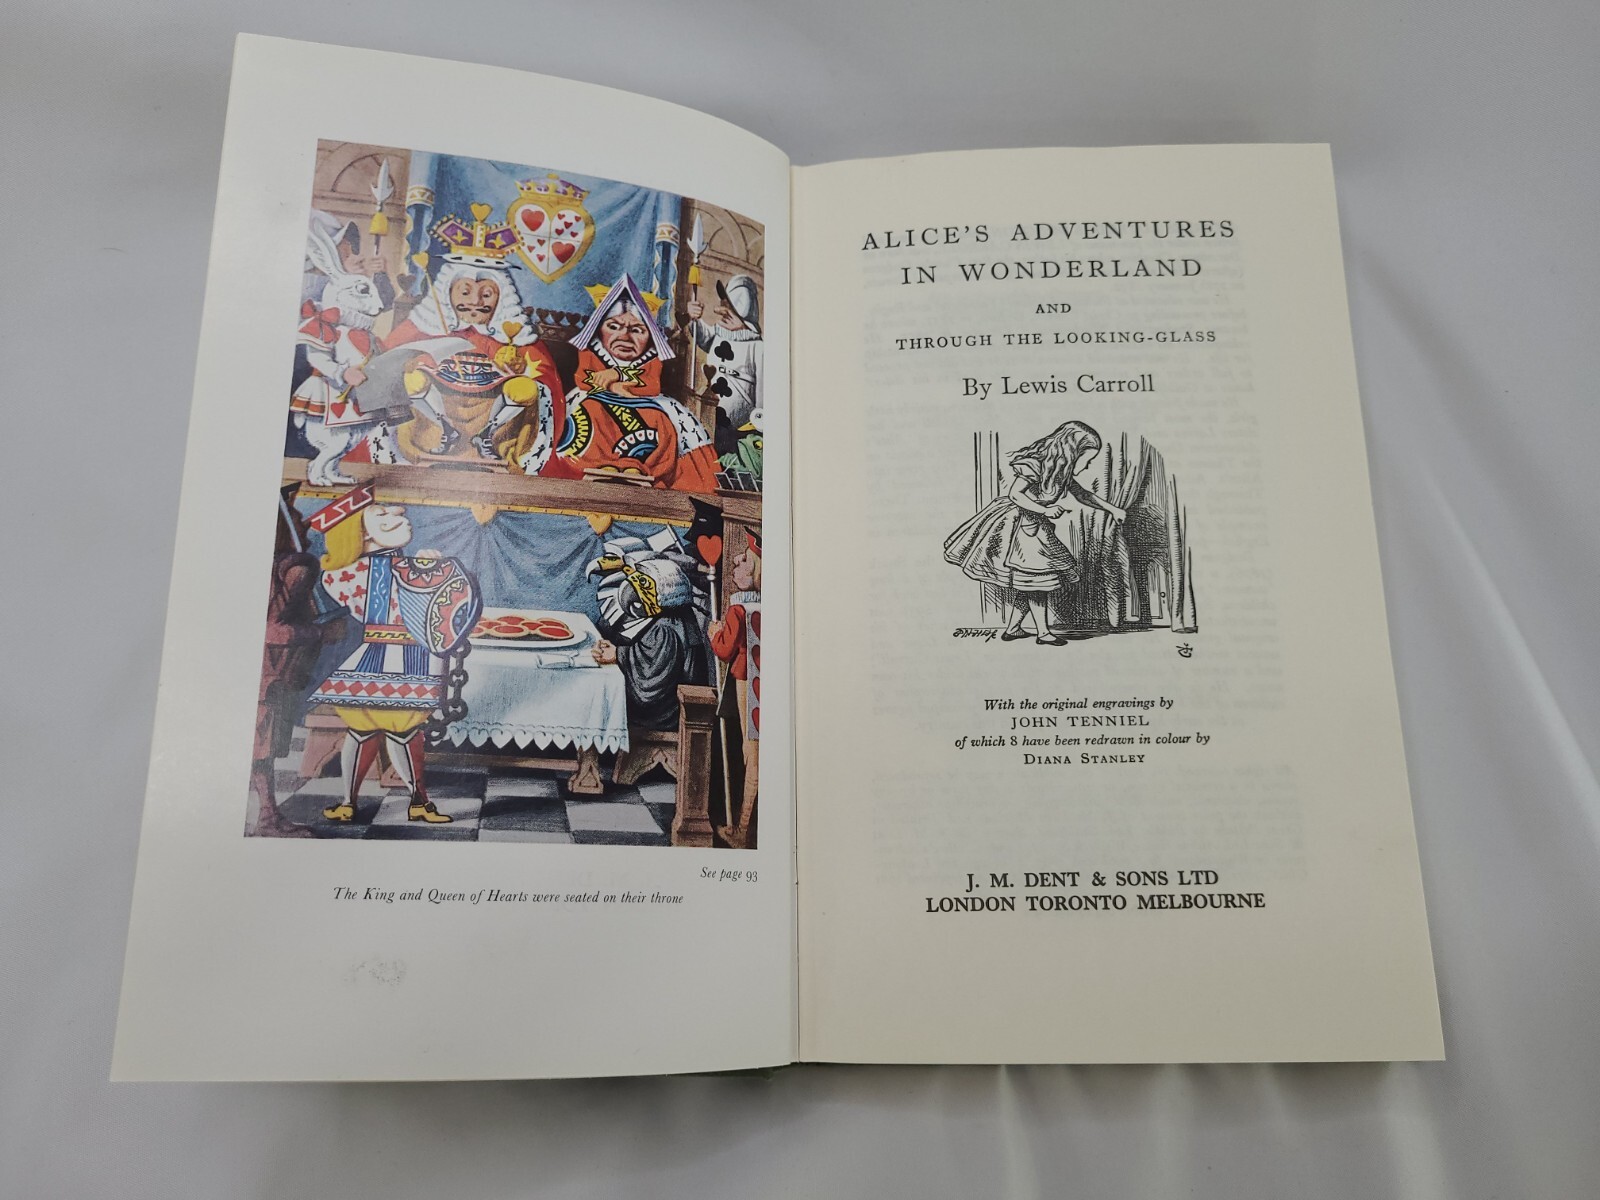 See page 93
The King and Queen of Hearts were seated on their throne
ALICE'S ADVENTURES
IN WONDERLAND
AND
THROUGH THE LOOKING-GLASS
By Lewis Carroll
With the original engravings by
JOHN TENNIEL
of which 8 have been redrawn in colour by
DIANA STANLEY
J. M. DENT & SONS LTD
LONDON TORONTO MELBOURNE